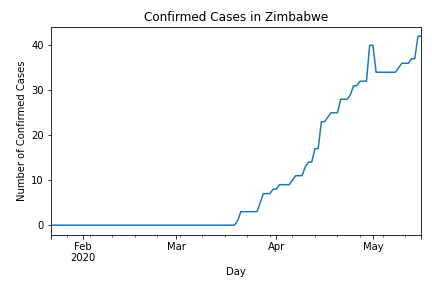 Confirmed Cases in Zimbabwe
Number of Confirmed Cases
40
30
20
10
0
Feb
2020
Mar
Apr
May
Day